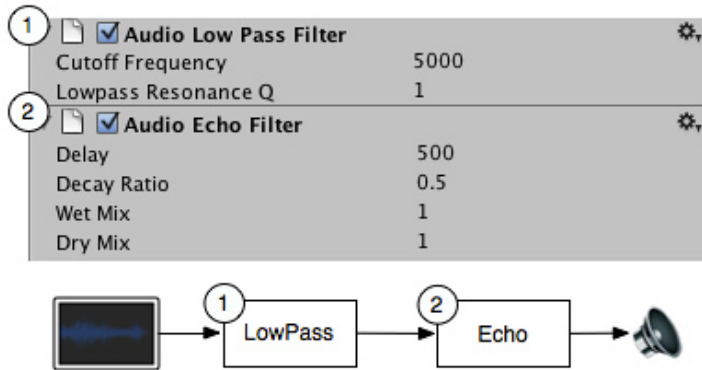 1
Audio Low Pass Filter
Cutoff Frequency 5000
Lowpass Resonance Q 1
2
Audio Echo Filter
Delay 500
Decay Ratio 0.5
Wet Mix 1
Dry Mix 1
1 2
LowPass Echo